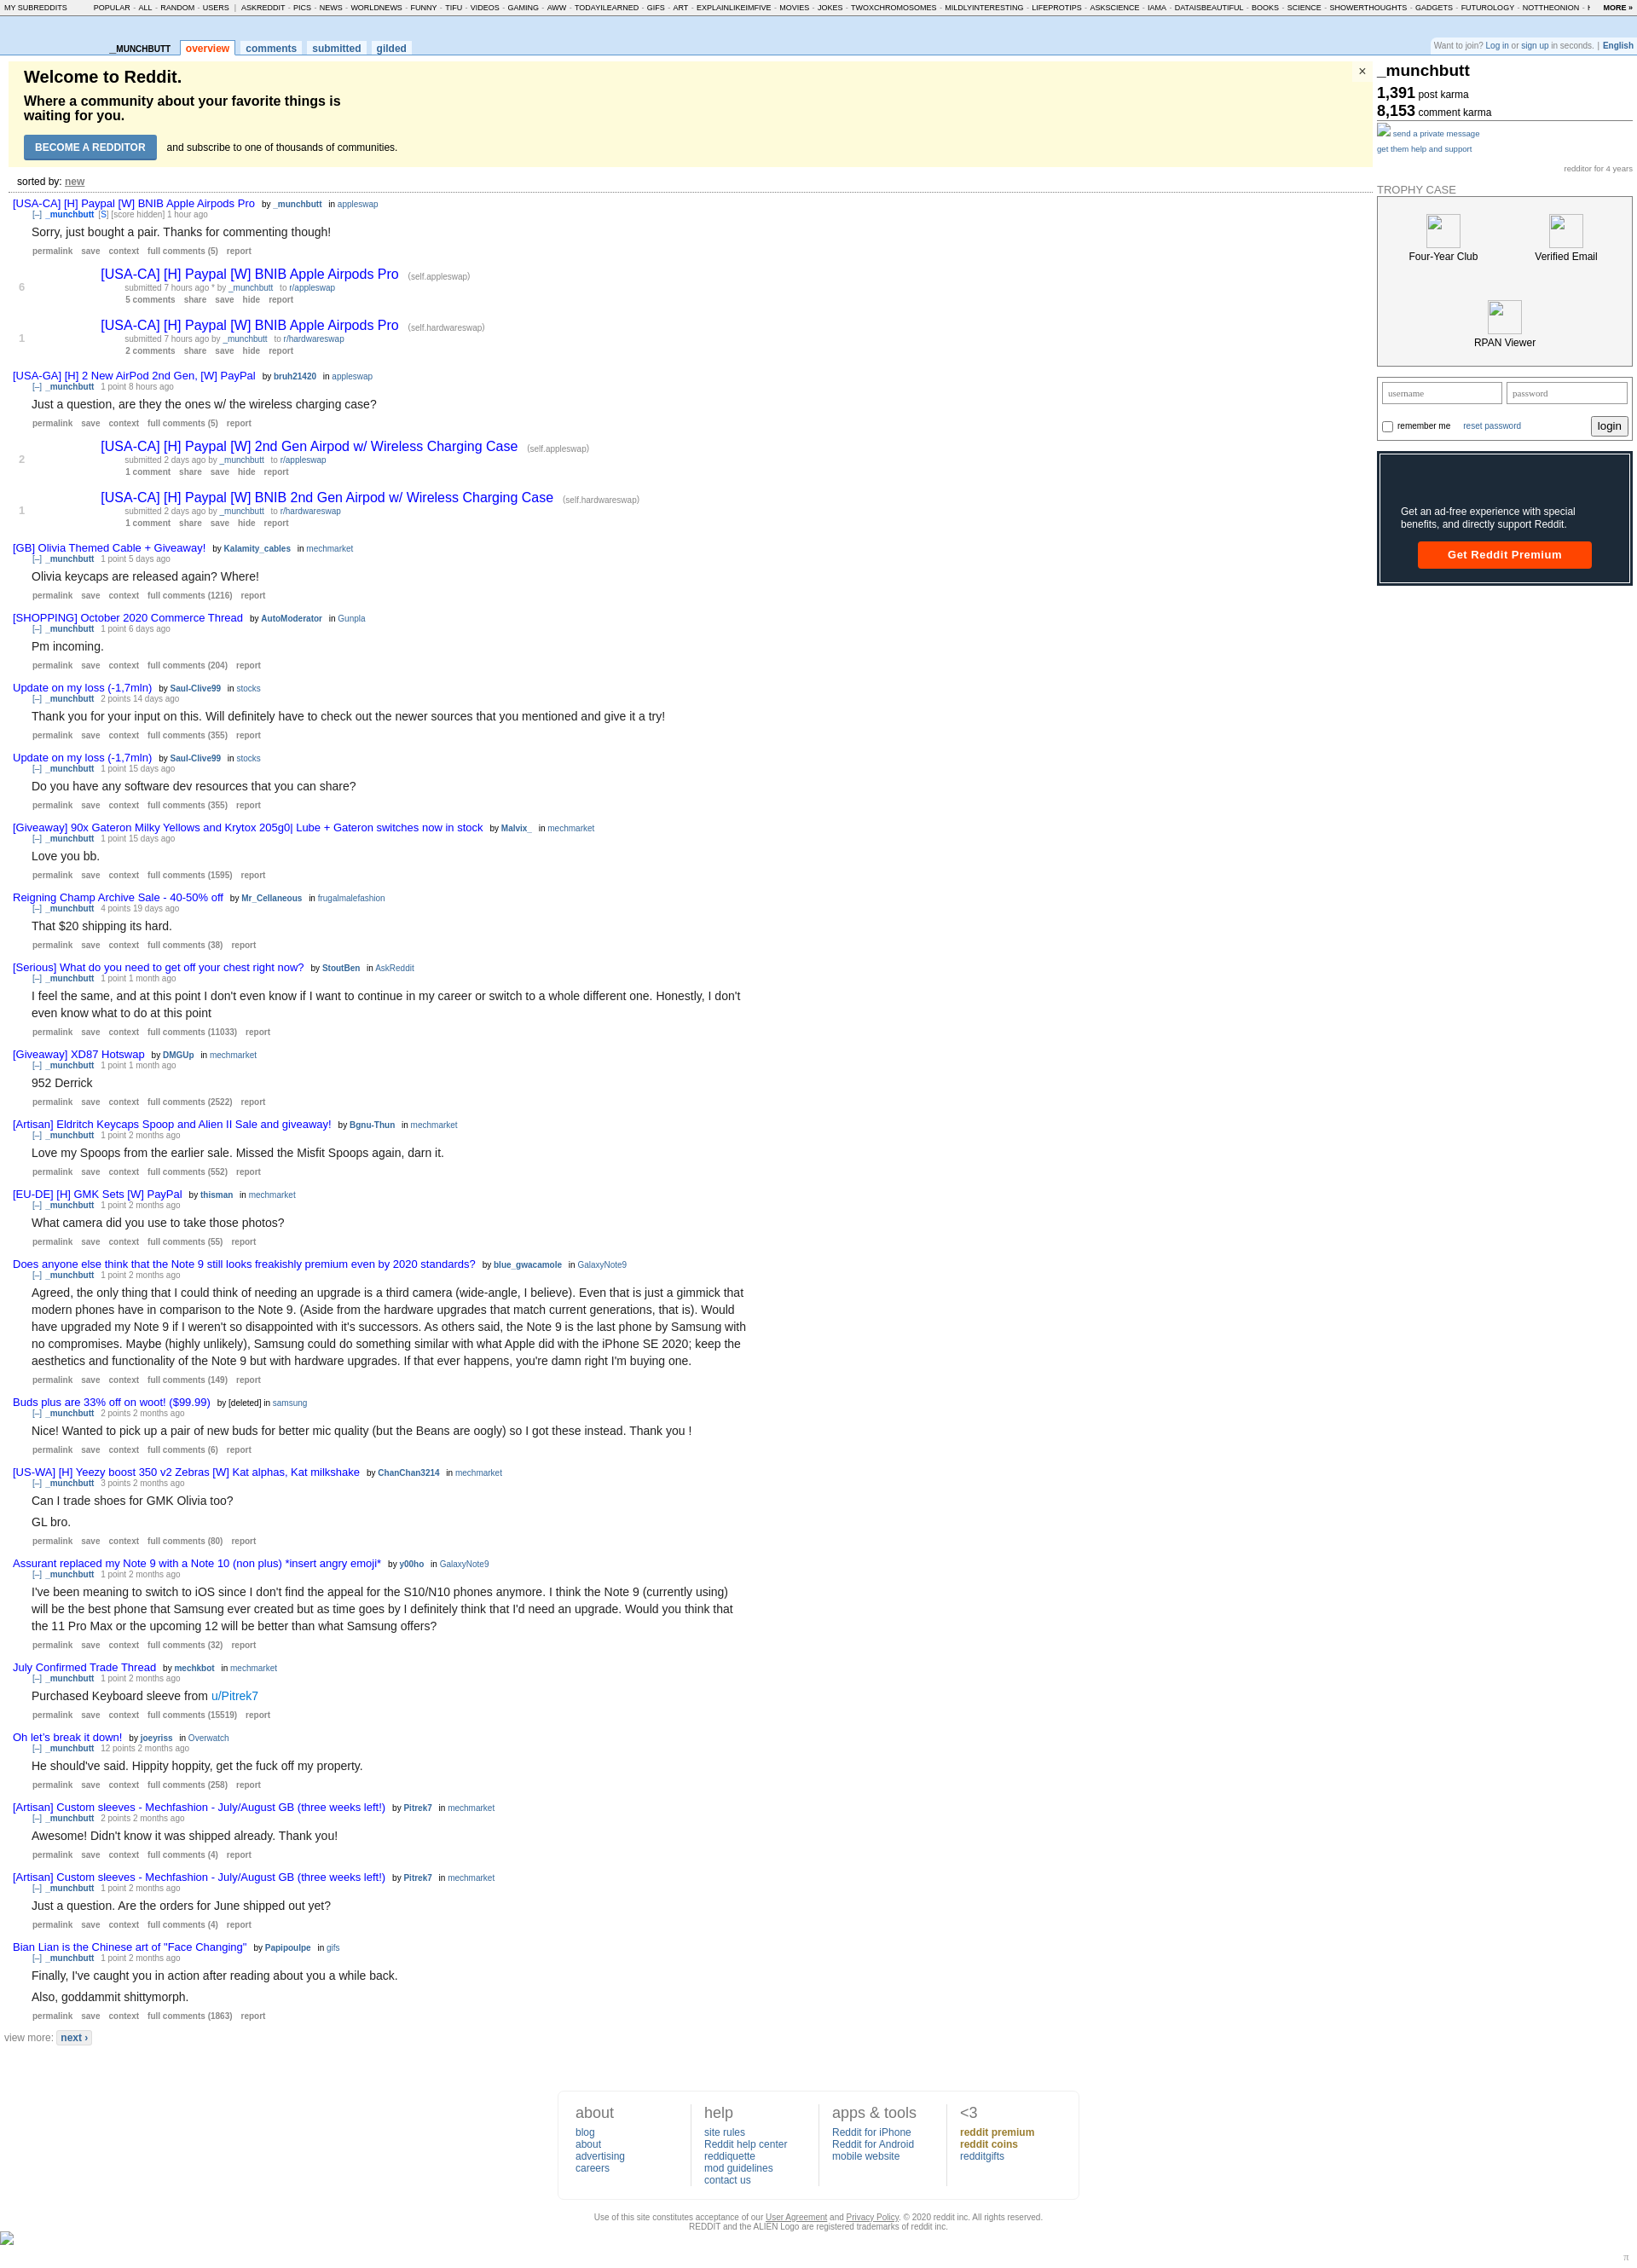 MY SUBREDDITS POPULAR - ALL - RANDOM - USERS | ASKREDDIT - PICS - NEWS - WORLDNEWS - FUNNY - TIFU - VIDEOS - GAMING - AWW - TODAYILEARNED - GIFS - ART - EXPLAINLIKEIMFIVE - MOVIES - JOKES - TWOXCHROMOSOMES - MILDLYINTERESTING - LIFEPROTIPS - ASKSCIENCE - IAMA - DATAISBEAUTIFUL - BOOKS - SCIENCE - SHOWERTHOUGHTS - GADGETS - FUTUROLOGY - NOTTHEONION - MORE »
_MUNCHBUTT overview comments submitted gilded
Want to join? Log in or sign up in seconds. | English
Welcome to Reddit.
×
Where a community about your favorite things is
waiting for you.
BECOME A REDDITOR and subscribe to one of thousands of communities.
sorted by: new
[USA-CA] [H] Paypal [W] BNIB Apple Airpods Pro by _munchbutt in appleswap
[–] _munchbutt [S] [score hidden] 1 hour ago
Sorry, just bought a pair. Thanks for commenting though!
permalink save context full comments (5) report
[USA-CA] [H] Paypal [W] BNIB Apple Airpods Pro (self.appleswap)
6
submitted 7 hours ago * by _munchbutt to r/appleswap
5 comments share save hide report
[USA-CA] [H] Paypal [W] BNIB Apple Airpods Pro (self.hardwareswap)
1
submitted 7 hours ago by _munchbutt to r/hardwareswap
2 comments share save hide report
[USA-GA] [H] 2 New AirPod 2nd Gen, [W] PayPal by bruh21420 in appleswap
[–] _munchbutt 1 point 8 hours ago
Just a question, are they the ones w/ the wireless charging case?
permalink save context full comments (5) report
[USA-CA] [H] Paypal [W] 2nd Gen Airpod w/ Wireless Charging Case (self.appleswap)
2
submitted 2 days ago by _munchbutt to r/appleswap
1 comment share save hide report
[USA-CA] [H] Paypal [W] BNIB 2nd Gen Airpod w/ Wireless Charging Case (self.hardwareswap)
1
submitted 2 days ago by _munchbutt to r/hardwareswap
1 comment share save hide report
[GB] Olivia Themed Cable + Giveaway! by Kalamity_cables in mechmarket
[–] _munchbutt 1 point 5 days ago
Olivia keycaps are released again? Where!
permalink save context full comments (1216) report
[SHOPPING] October 2020 Commerce Thread by AutoModerator in Gunpla
[–] _munchbutt 1 point 6 days ago
Pm incoming.
permalink save context full comments (204) report
Update on my loss (-1,7mln) by Saul-Clive99 in stocks
[–] _munchbutt 2 points 14 days ago
Thank you for your input on this. Will definitely have to check out the newer sources that you mentioned and give it a try!
permalink save context full comments (355) report
Update on my loss (-1,7mln) by Saul-Clive99 in stocks
[–] _munchbutt 1 point 15 days ago
Do you have any software dev resources that you can share?
permalink save context full comments (355) report
[Giveaway] 90x Gateron Milky Yellows and Krytox 205g0| Lube + Gateron switches now in stock by Malvix_ in mechmarket
[–] _munchbutt 1 point 15 days ago
Love you bb.
permalink save context full comments (1595) report
Reigning Champ Archive Sale - 40-50% off by Mr_Cellaneous in frugalmalefashion
[–] _munchbutt 4 points 19 days ago
That $20 shipping its hard.
permalink save context full comments (38) report
[Serious] What do you need to get off your chest right now? by StoutBen in AskReddit
[–] _munchbutt 1 point 1 month ago
I feel the same, and at this point I don't even know if I want to continue in my career or switch to a whole different one. Honestly, I don't
even know what to do at this point
permalink save context full comments (11033) report
[Giveaway] XD87 Hotswap by DMGUp in mechmarket
[–] _munchbutt 1 point 1 month ago
952 Derrick
permalink save context full comments (2522) report
[Artisan] Eldritch Keycaps Spoop and Alien II Sale and giveaway! by Bgnu-Thun in mechmarket
[–] _munchbutt 1 point 2 months ago
Love my Spoops from the earlier sale. Missed the Misfit Spoops again, darn it.
permalink save context full comments (552) report
[EU-DE] [H] GMK Sets [W] PayPal by thisman in mechmarket
[–] _munchbutt 1 point 2 months ago
What camera did you use to take those photos?
permalink save context full comments (55) report
Does anyone else think that the Note 9 still looks freakishly premium even by 2020 standards? by blue_gwacamole in GalaxyNote9
[–] _munchbutt 1 point 2 months ago
Agreed, the only thing that I could think of needing an upgrade is a third camera (wide-angle, I believe). Even that is just a gimmick that
modern phones have in comparison to the Note 9. (Aside from the hardware upgrades that match current generations, that is). Would
have upgraded my Note 9 if I weren't so disappointed with it's successors. As others said, the Note 9 is the last phone by Samsung with
no compromises. Maybe (highly unlikely), Samsung could do something similar with what Apple did with the iPhone SE 2020; keep the
aesthetics and functionality of the Note 9 but with hardware upgrades. If that ever happens, you're damn right I'm buying one.
permalink save context full comments (149) report
Buds plus are 33% off on woot! ($99.99) by [deleted] in samsung
[–] _munchbutt 2 points 2 months ago
Nice! Wanted to pick up a pair of new buds for better mic quality (but the Beans are oogly) so I got these instead. Thank you !
permalink save context full comments (6) report
[US-WA] [H] Yeezy boost 350 v2 Zebras [W] Kat alphas, Kat milkshake by ChanChan3214 in mechmarket
[–] _munchbutt 3 points 2 months ago
Can I trade shoes for GMK Olivia too?
GL bro.
permalink save context full comments (80) report
Assurant replaced my Note 9 with a Note 10 (non plus) *insert angry emoji* by y00ho in GalaxyNote9
[–] _munchbutt 1 point 2 months ago
I've been meaning to switch to iOS since I don't find the appeal for the S10/N10 phones anymore. I think the Note 9 (currently using)
will be the best phone that Samsung ever created but as time goes by I definitely think that I'd need an upgrade. Would you think that
the 11 Pro Max or the upcoming 12 will be better than what Samsung offers?
permalink save context full comments (32) report
July Confirmed Trade Thread by mechkbot in mechmarket
[–] _munchbutt 1 point 2 months ago
Purchased Keyboard sleeve from u/Pitrek7
permalink save context full comments (15519) report
Oh let's break it down! by joeyriss in Overwatch
[–] _munchbutt 12 points 2 months ago
He should've said. Hippity hoppity, get the fuck off my property.
permalink save context full comments (258) report
[Artisan] Custom sleeves - Mechfashion - July/August GB (three weeks left!) by Pitrek7 in mechmarket
[–] _munchbutt 2 points 2 months ago
Awesome! Didn't know it was shipped already. Thank you!
permalink save context full comments (4) report
[Artisan] Custom sleeves - Mechfashion - July/August GB (three weeks left!) by Pitrek7 in mechmarket
[–] _munchbutt 1 point 2 months ago
Just a question. Are the orders for June shipped out yet?
permalink save context full comments (4) report
Bian Lian is the Chinese art of "Face Changing" by Papipoulpe in gifs
[–] _munchbutt 1 point 2 months ago
Finally, I've caught you in action after reading about you a while back.
Also, goddammit shittymorph.
permalink save context full comments (1863) report
view more: next ›
_munchbutt
1,391 post karma
8,153 comment karma
send a private message
get them help and support
redditor for 4 years
TROPHY CASE
Four-Year Club Verified Email
RPAN Viewer
username password
remember me reset password login
Get an ad-free experience with special
benefits, and directly support Reddit.
Get Reddit Premium
about
blog
about
advertising
careers
help
site rules
Reddit help center
reddiquette
mod guidelines
contact us
apps & tools
Reddit for iPhone
Reddit for Android
mobile website
<3
reddit premium
reddit coins
redditgifts
Use of this site constitutes acceptance of our User Agreement and Privacy Policy. © 2020 reddit inc. All rights reserved.
REDDIT and the ALIEN Logo are registered trademarks of reddit inc.
π